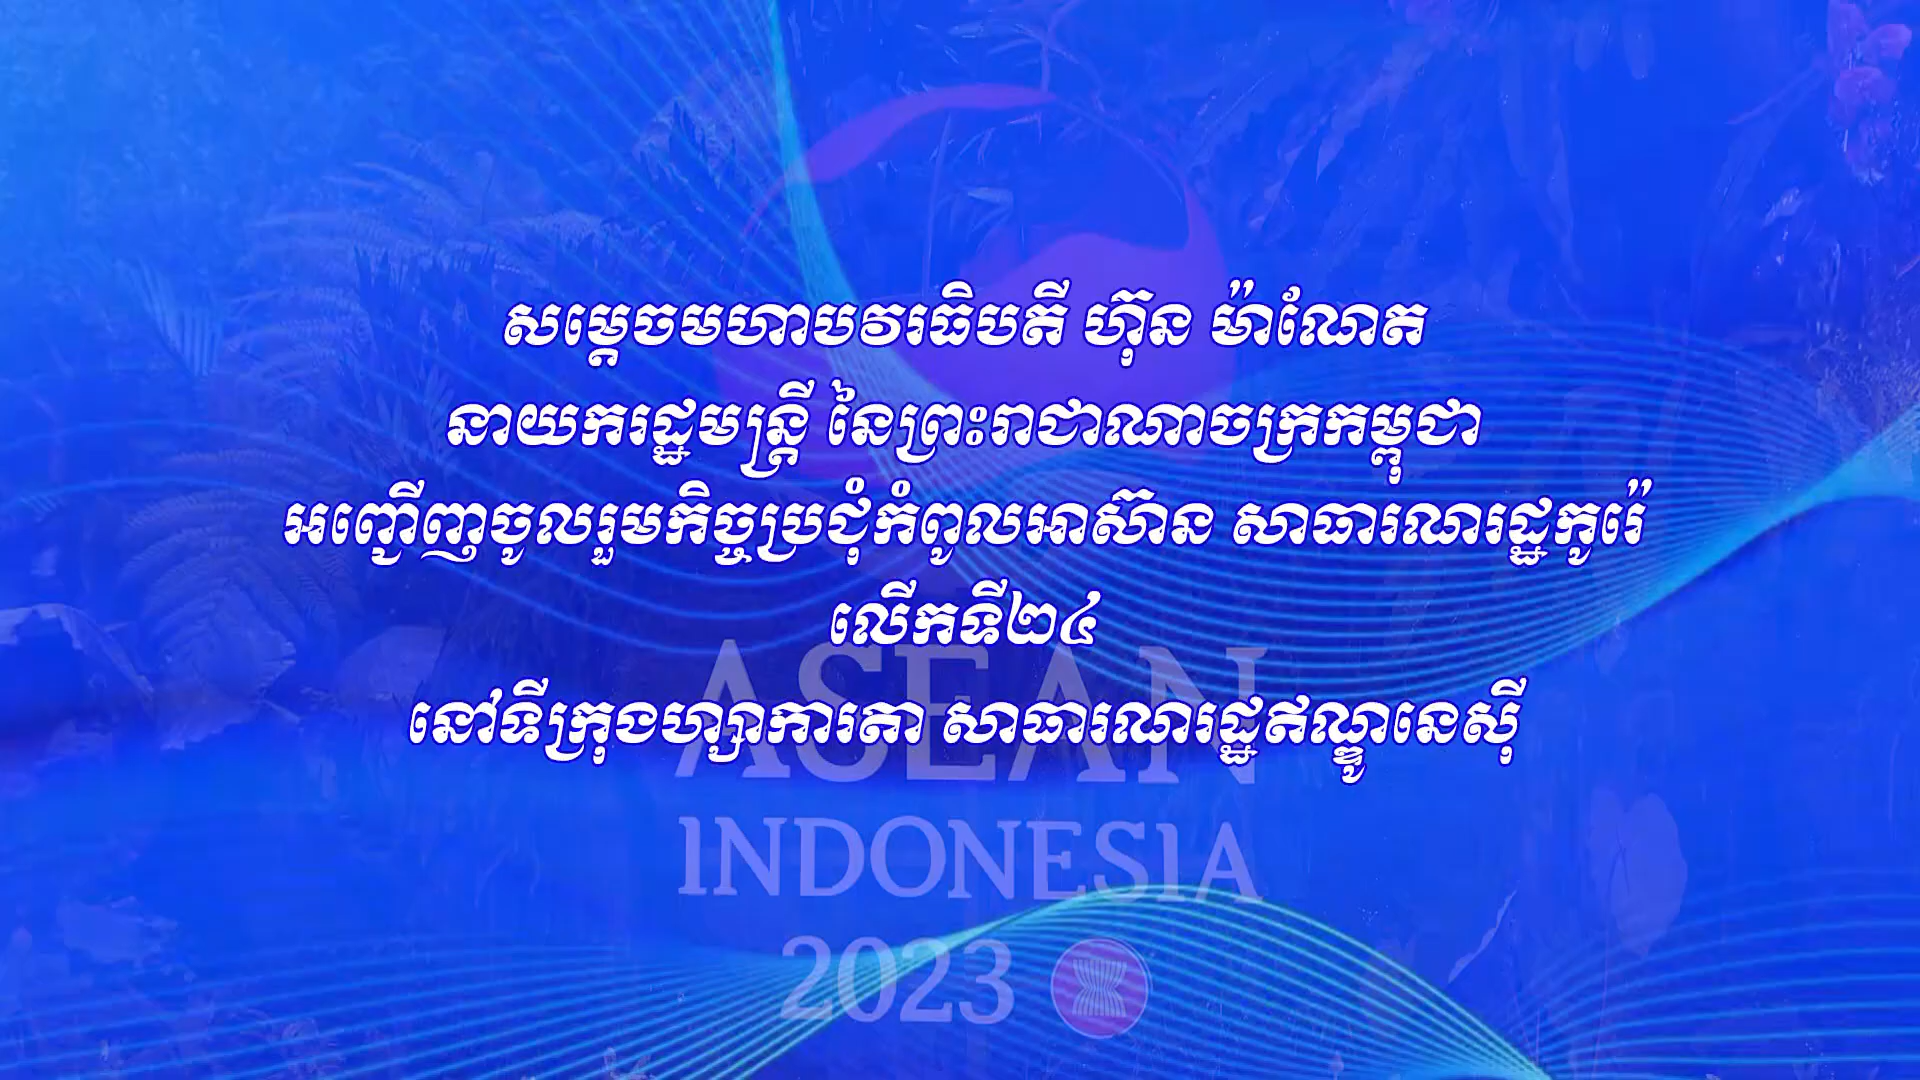 សម្ដេចមហាបវរធិបតី ហ៊ុន ម៉ាណែត
នាយករដ្ឋមន្ត្រី នៃព្រះរាជាណាចក្រកម្ពុជា
អញ្ជើញចូលរួមកិច្ចប្រជុំកំពូលអាស៊ាន សាធារណរដ្ឋកូរ៉េ
លើកទី២៤
នៅទីក្រុងហ្សាការតា សាធារណរដ្ឋឥណ្ឌូនេស៊ី
ASEAN
INDONESIA
2023